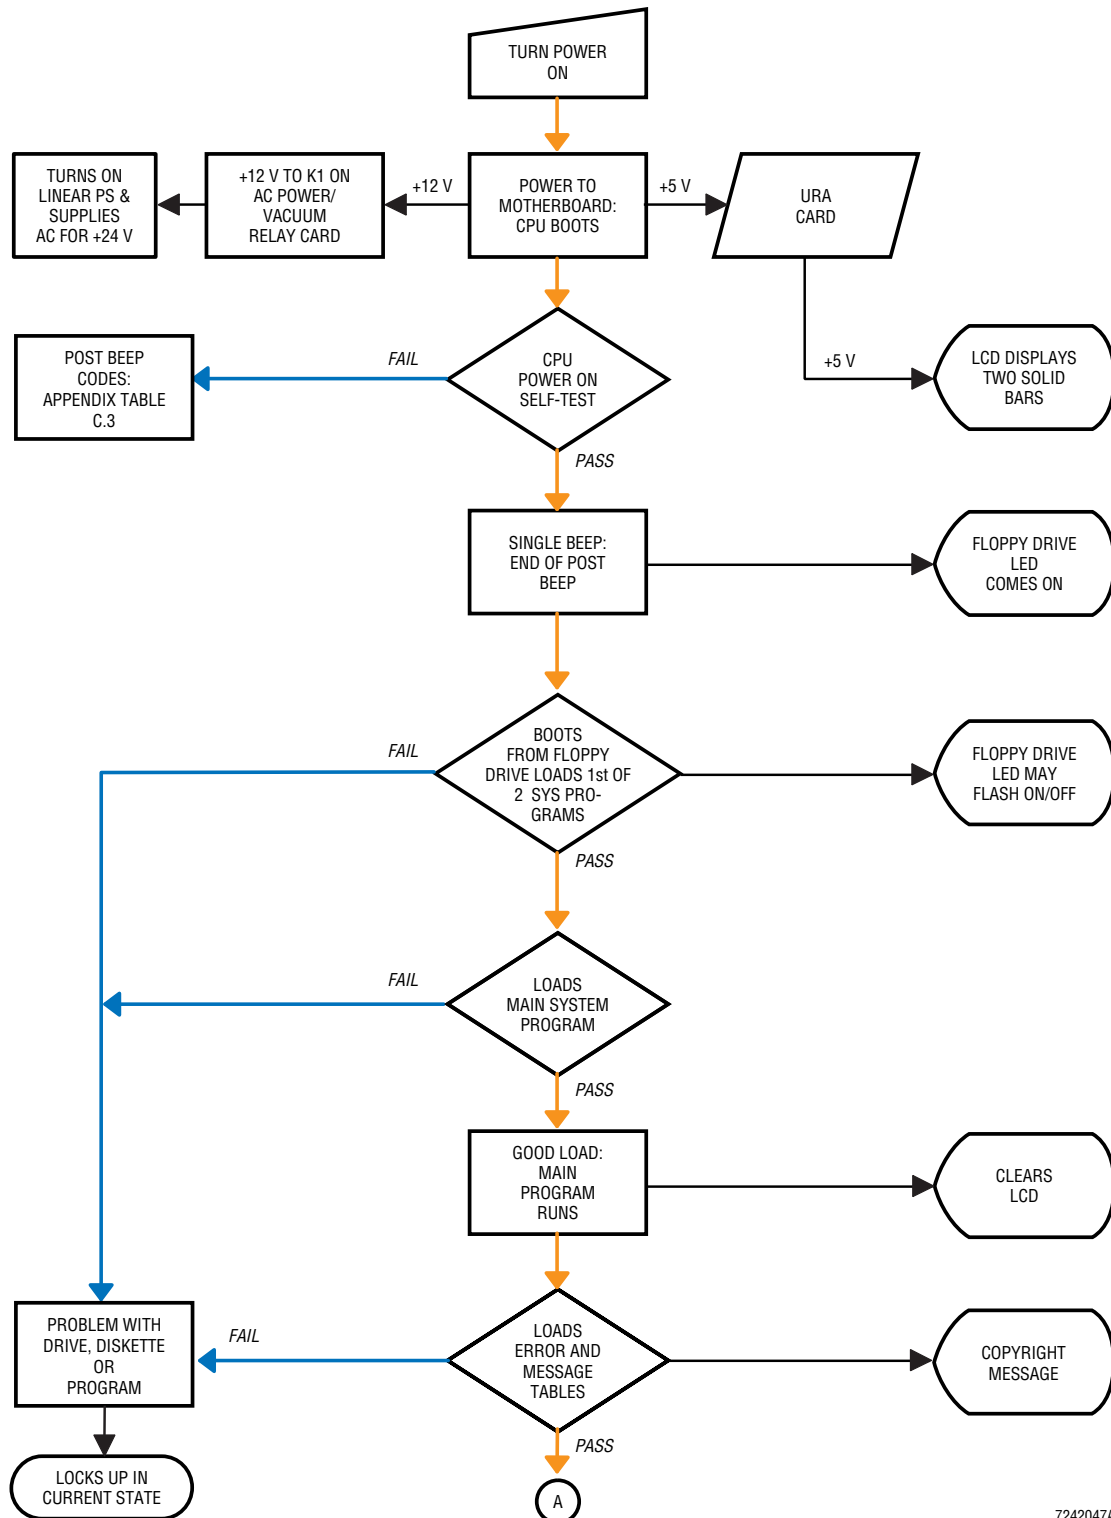 TURN POWER
ON
TURNS ON
LINEAR PS &
SUPPLIES
AC FOR +24 V
+12 V TO K1 ON
AC POWER/
VACUUM
RELAY CARD
+12 V
POWER TO
MOTHERBOARD:
CPU BOOTS
+5 V
URA
CARD
POST BEEP
CODES:
APPENDIX TABLE
C.3
FAIL
CPU
POWER ON
SELF-TEST
+5 V
LCD DISPLAYS
TWO SOLID
BARS
PASS
SINGLE BEEP:
END OF POST
BEEP
FLOPPY DRIVE
LED
COMES ON
FAIL
BOOTS
FROM FLOPPY
DRIVE LOADS 1st OF
2 SYS PRO-
GRAMS
FLOPPY DRIVE
LED MAY
FLASH ON/OFF
PASS
FAIL
LOADS
MAIN SYSTEM
PROGRAM
PASS
GOOD LOAD:
MAIN
PROGRAM
RUNS
CLEARS
LCD
PROBLEM WITH
DRIVE, DISKETTE
OR
PROGRAM
FAIL
LOADS
ERROR AND
MESSAGE
TABLES
COPYRIGHT
MESSAGE
PASS
LOCKS UP IN
CURRENT STATE
A
7242047A